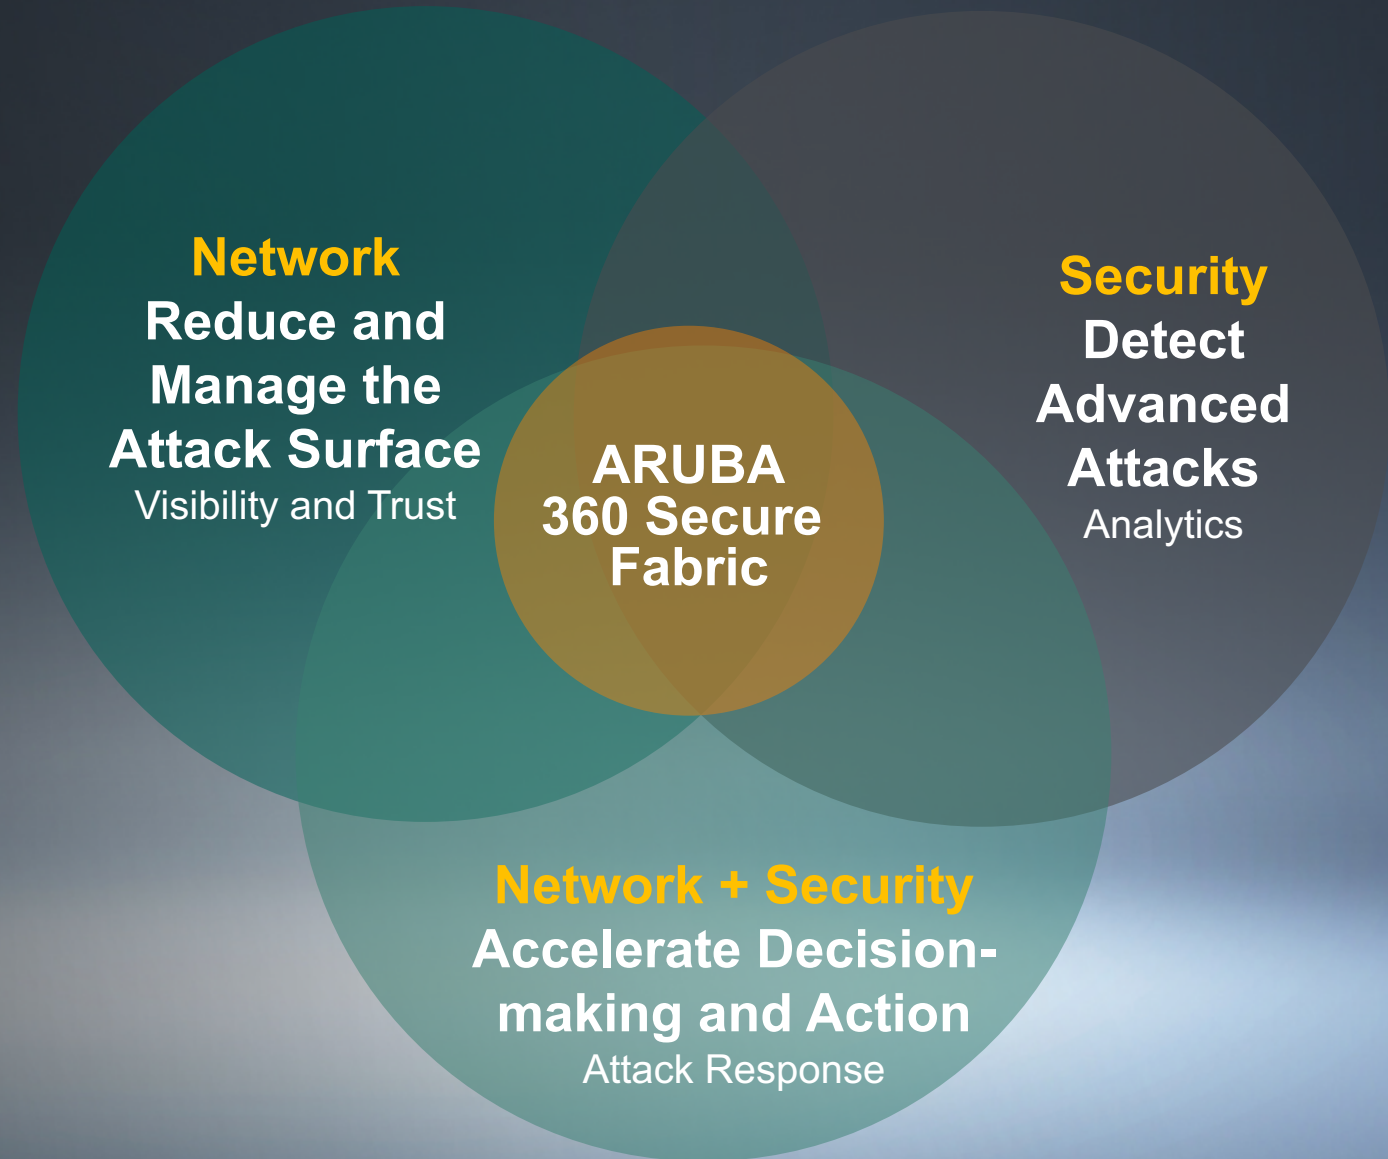 Network
Reduce and
Manage the
Attack Surface
Visibility and Trust
Security
Detect
Advanced
Attacks
Analytics
ARUBA
360 Secure
Fabric
Network + Security
Accelerate Decision-
making and Action
Attack Response